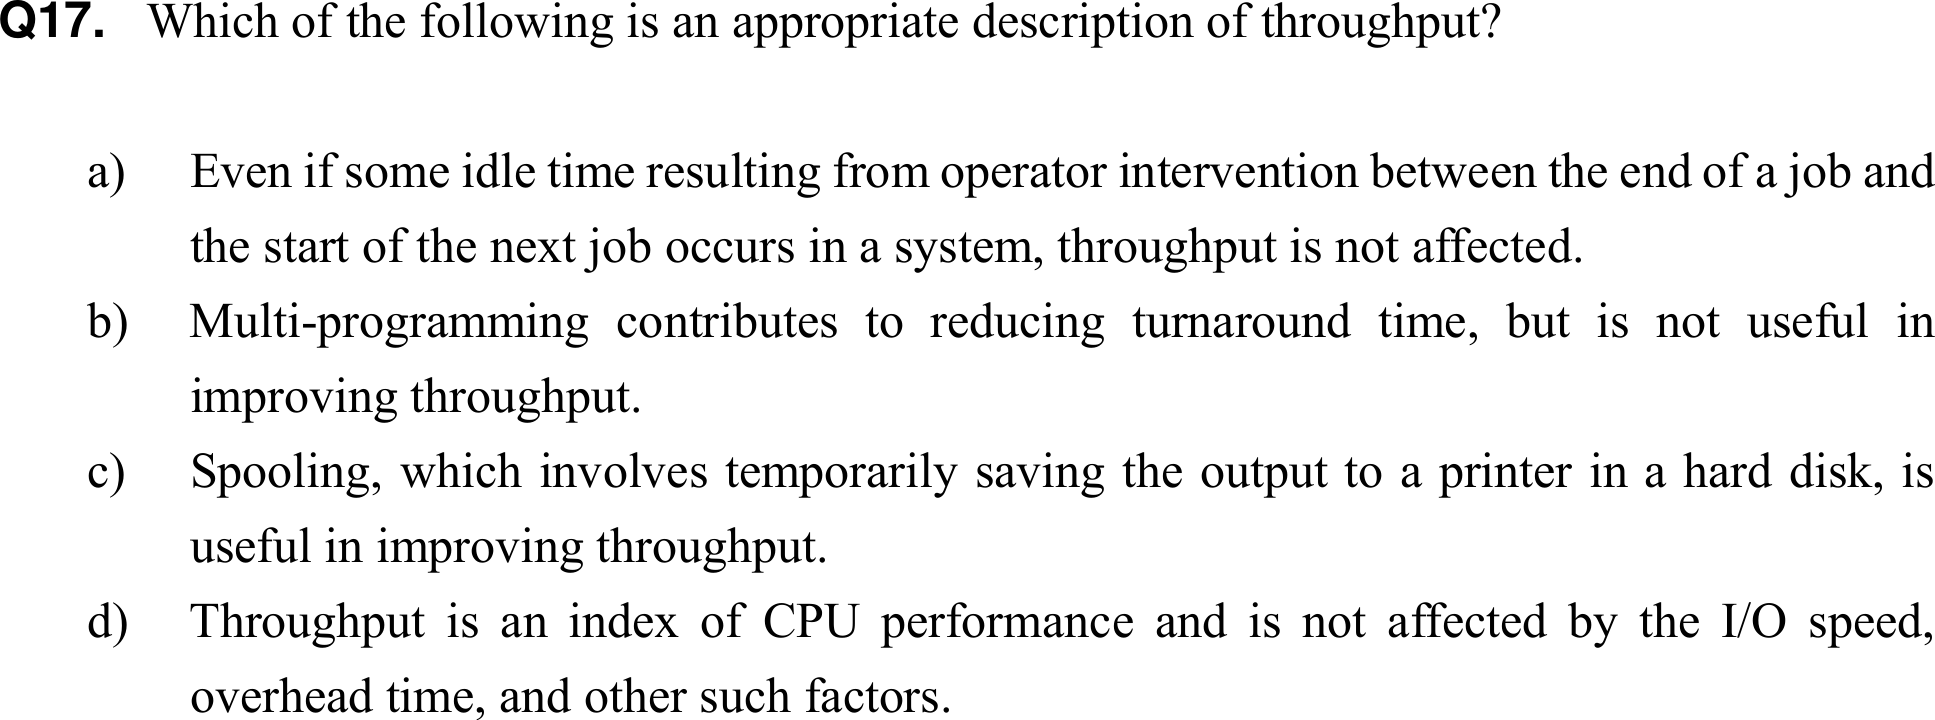 Q17. Which of the following is an appropriate description of throughput?
a) Even if some idle time resulting from operator intervention between the end of a job and
the start of the next job occurs in a system, throughput is not affected.
b) Multi-programming contributes to reducing turnaround time, but is not useful in
improving throughput.
c) Spooling, which involves temporarily saving the output to a printer in a hard disk, is
useful in improving throughput.
d) Throughput is an index of CPU performance and is not affected by the I/O speed,
overhead time, and other such factors.